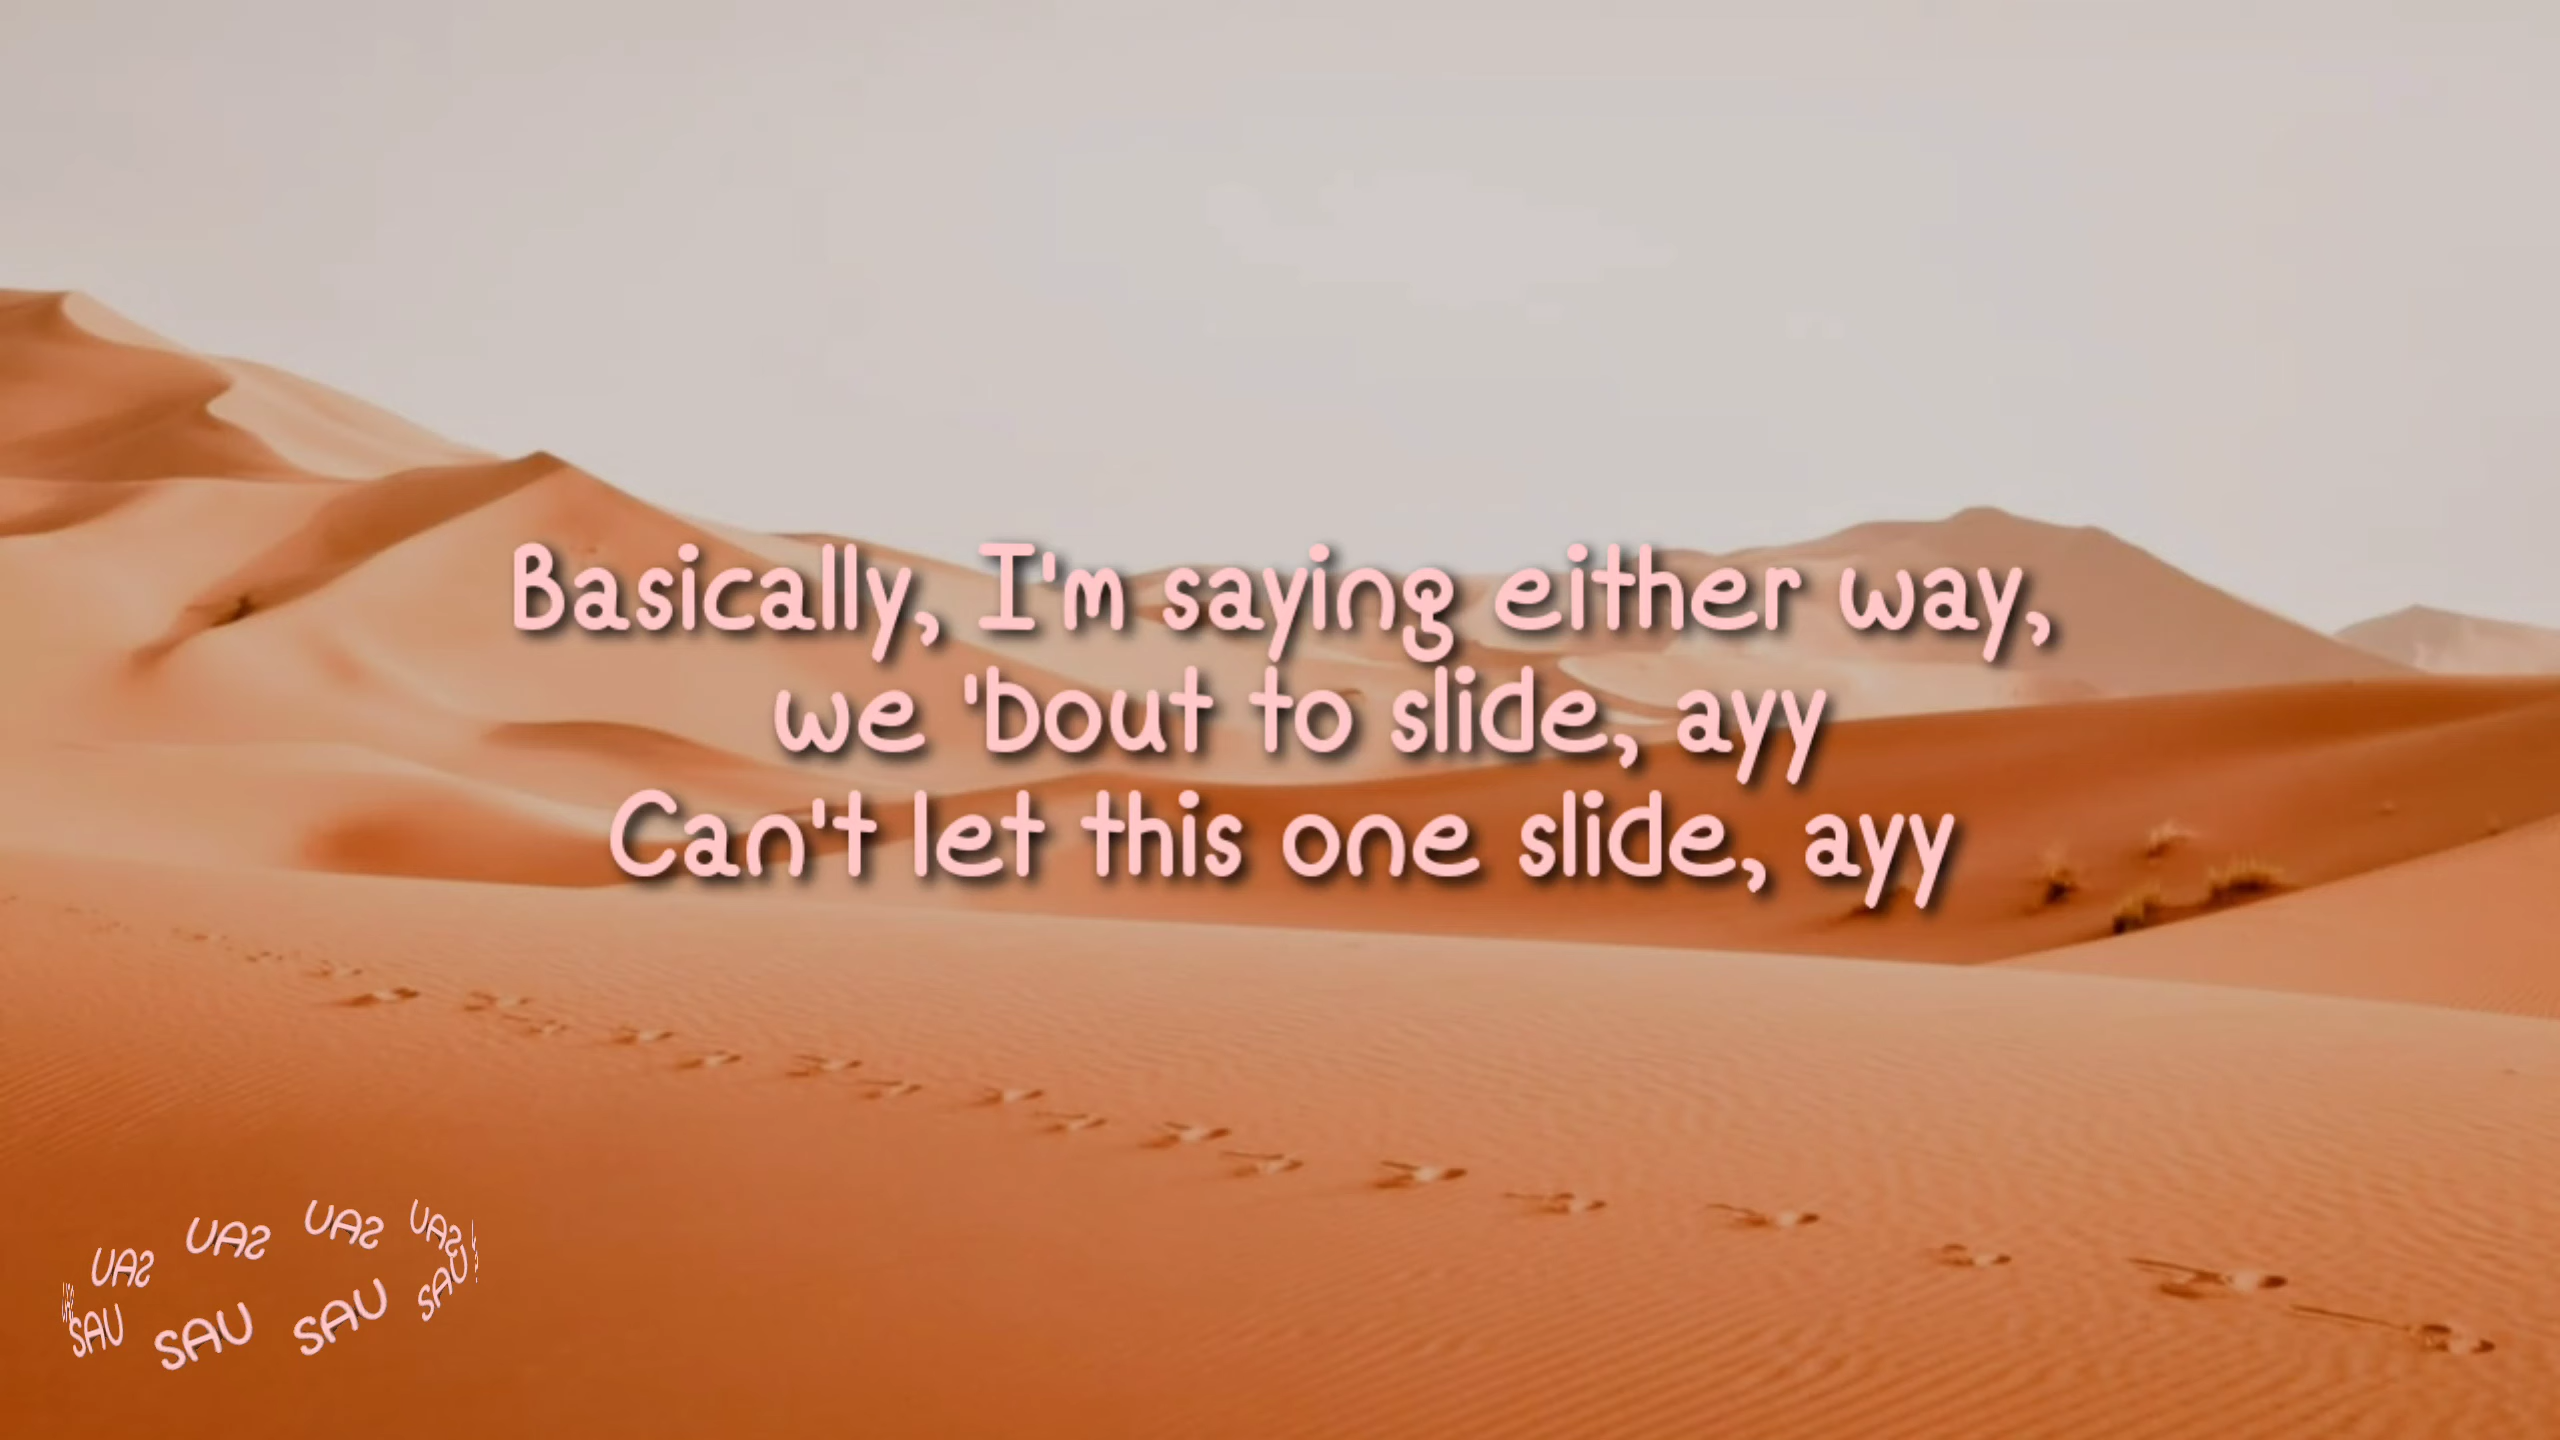 Basically, I'm saying either way,
we 'bout to slide, ayy
Can't let this one slide, ayy
SAU SAU SAU SAU
SAU SAU SAU SAU